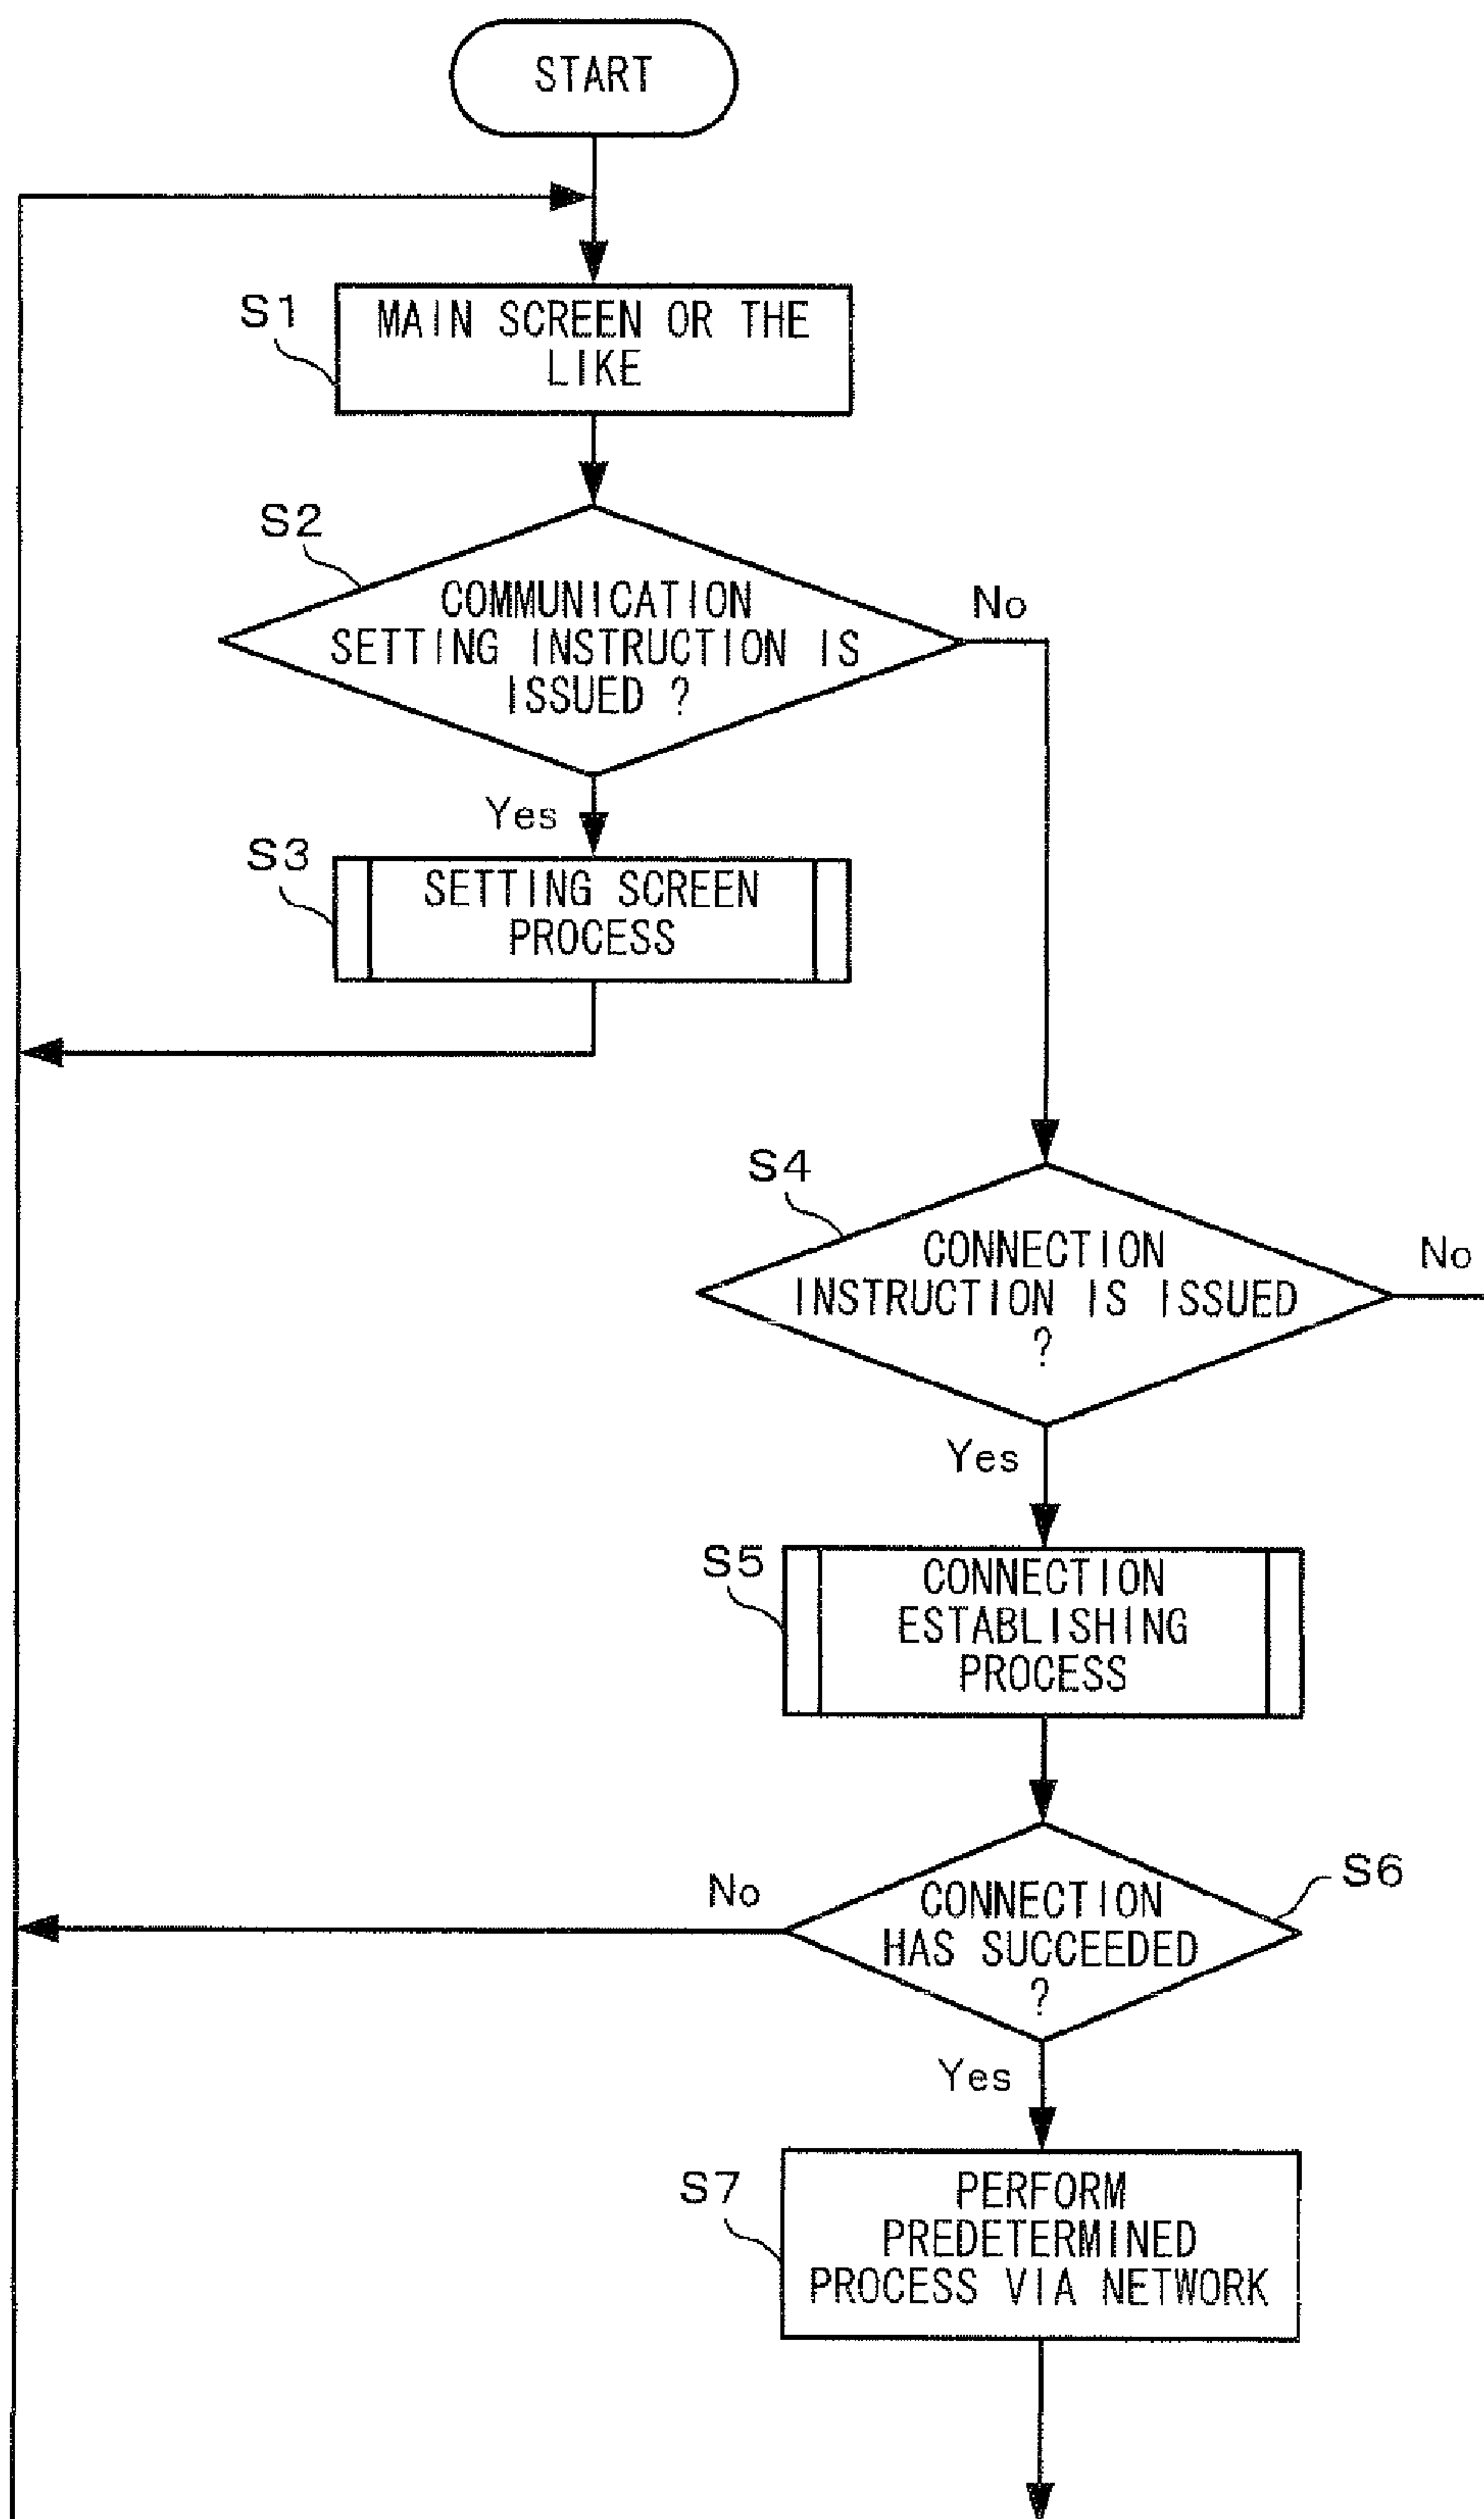 START
S1
MAIN SCREEN OR THE
LIKE
S2
COMMUNICATION
SETTING INSTRUCTION IS
ISSUED ?
No
Yes
S3
SETTING SCREEN
PROCESS
S4
CONNECTION
INSTRUCTION IS ISSUED
?
No
Yes
S5
CONNECTION
ESTABLISHING
PROCESS
S6
CONNECTION
HAS SUCCEEDED
?
No
Yes
S7
PERFORM
PREDETERMINED
PROCESS VIA NETWORK